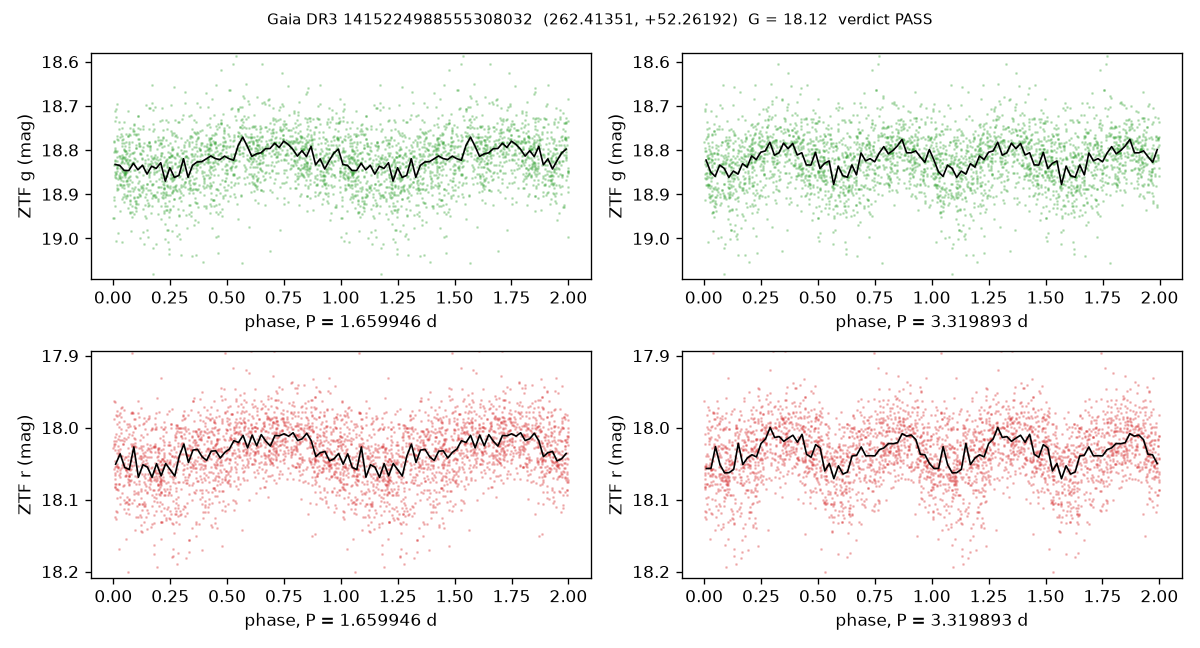 Gaia DR3 1415224988555308032 (262.41351, +52.26192) G = 18.12 verdict PASS
18.6
18.7
18.8
18.9
19.0
ZTF g (mag)
0.00 0.25 0.50 0.75 1.00 1.25 1.50 1.75 2.00
phase, P = 1.659946 d
18.6
18.7
18.8
18.9
19.0
ZTF g (mag)
0.00 0.25 0.50 0.75 1.00 1.25 1.50 1.75 2.00
phase, P = 3.319893 d
17.9
18.0
18.1
18.2
ZTF r (mag)
0.00 0.25 0.50 0.75 1.00 1.25 1.50 1.75 2.00
phase, P = 1.659946 d
17.9
18.0
18.1
18.2
ZTF r (mag)
0.00 0.25 0.50 0.75 1.00 1.25 1.50 1.75 2.00
phase, P = 3.319893 d